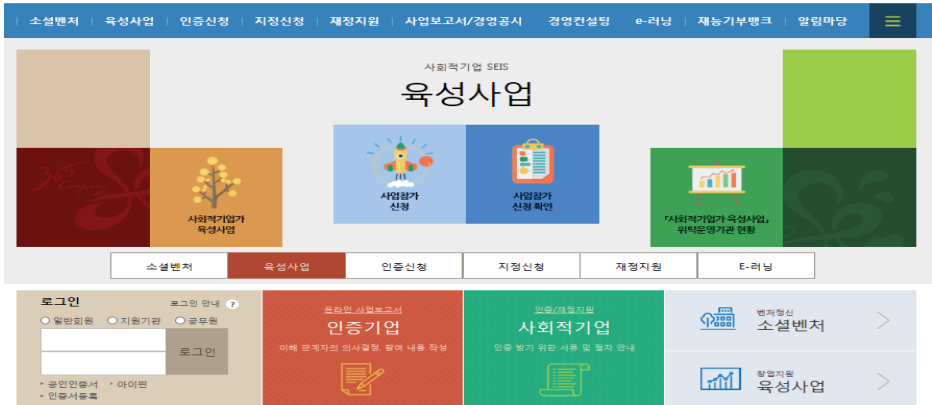 소셜벤처 육성사업 인증신청 지정신청 재정지원 사업보고서/경영공시 경영컨설팅 e-러닝 재능기부뱅크 알림마당
사회적기업 SEIS
육성사업
사회적기업가
육성사업
사업참가
신청
사업참가
신청 확인
「사회적기업가 육성사업」
위탁운영기관 현황
소셜벤처 육성사업 인증신청 지정신청 재정지원 E-러닝
로그인 로그인 안내 ?
일반회원 지원기관 공무원
로그인
공인인증서 아이핀
인증서등록
온라인 사업보고서
인증기업
이해 관계자의 의사결정, 참여 내용 작성
인증/재정지원
사회적기업
인증 받기 위한 서류 및 절차 안내
벤처정신
소셜벤처
창업지원
육성사업